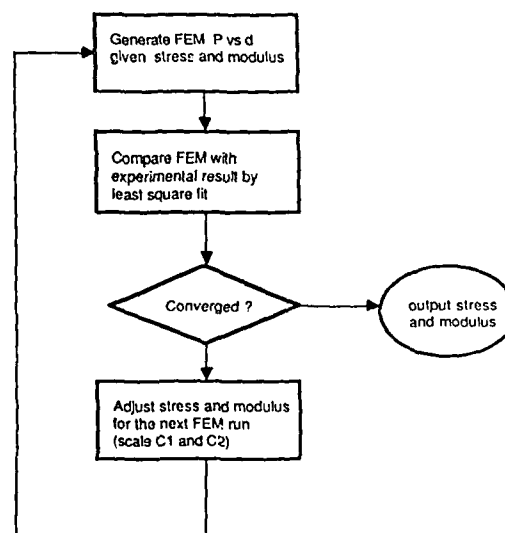 Generate FEM P vs d
given stress and modulus
Compare FEM with
experimental result by
least square fit
Converged ?
output stress
and modulus
Adjust stress and modulus
for the next FEM run
(scale C1 and C2)